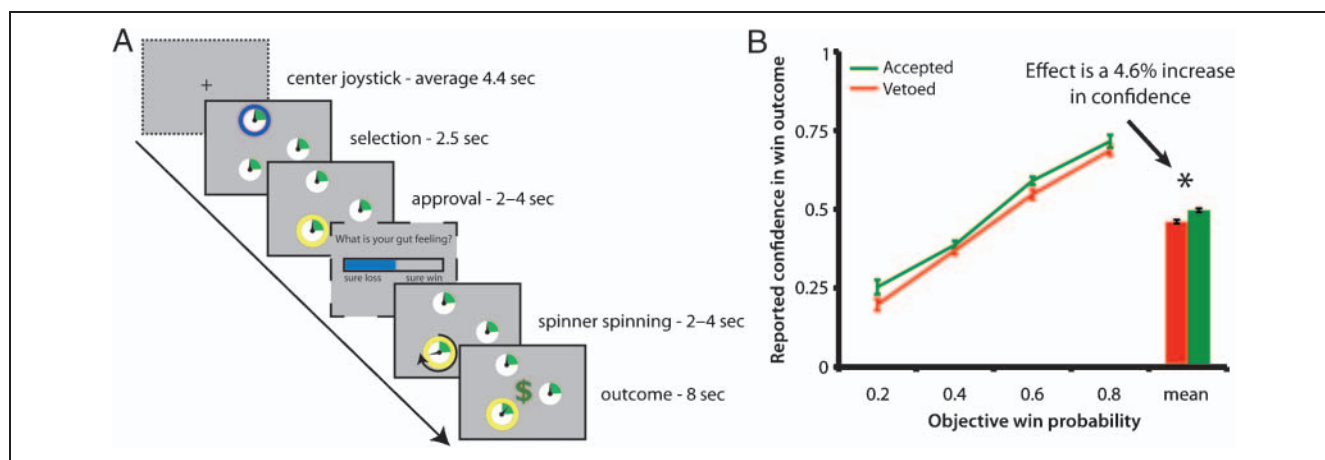 A
center joystick - average 4.4 sec
selection - 2.5 sec
approval - 2–4 sec
What is your gut feeling?
sure loss sure win
spinner spinning - 2–4 sec
$
outcome - 8 sec
B
Reported confidence in win outcome
1
0.75
0.5
0.25
0
Accepted
Vetoed
Effect is a 4.6% increase
in confidence
*
0.2 0.4 0.6 0.8 mean
Objective win probability